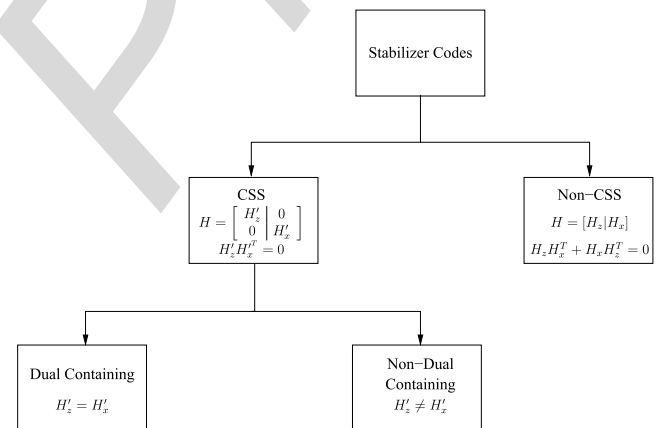 Stabilizer Codes
CSS
H = [ H′_z | 0
0 | H′_x ]
H′_z H′_x^T = 0
Non−CSS
H = [H_z|H_x]
H_z H_x^T + H_x H_z^T = 0
Dual Containing
H′_z = H′_x
Non−Dual
Containing
H′_z ≠ H′_x